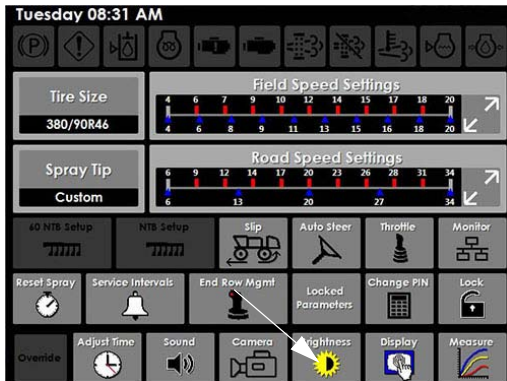 Tuesday 08:31 AM
(P)
Tire Size
380/90R46
Field Speed Settings
4 6 7 9 10 12 14 15 17 18 20
4 6 8 9 11 13 15 16 18 20
Spray Tip
Custom
Road Speed Settings
6 9 12 14 17 20 23 26 28 31 34
6 13 20 27 34
60 NTB Setup
NTB Setup
Slip
Auto Steer
Throttle
Monitor
Reset Spray
Service Intervals
End Row Mgmt
Locked
Parameters
Change PIN
Lock
Override
Adjust Time
Sound
Camera
Brightness
Display
Measure